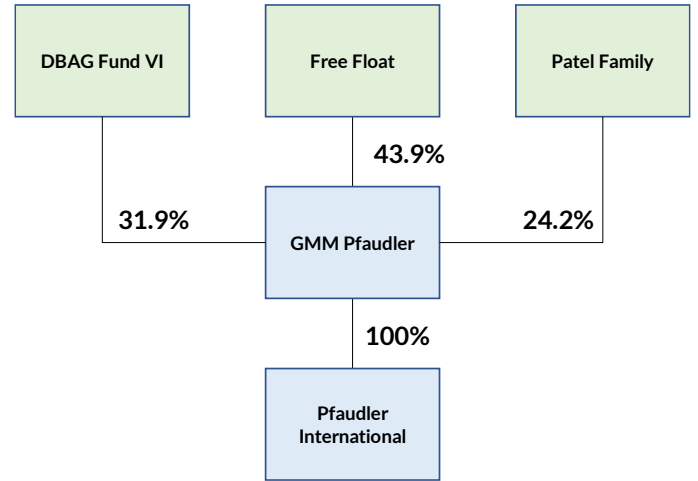 DBAG Fund VI
Free Float
Patel Family
43.9%
31.9%
24.2%
GMM Pfaudler
100%
Pfaudler
International